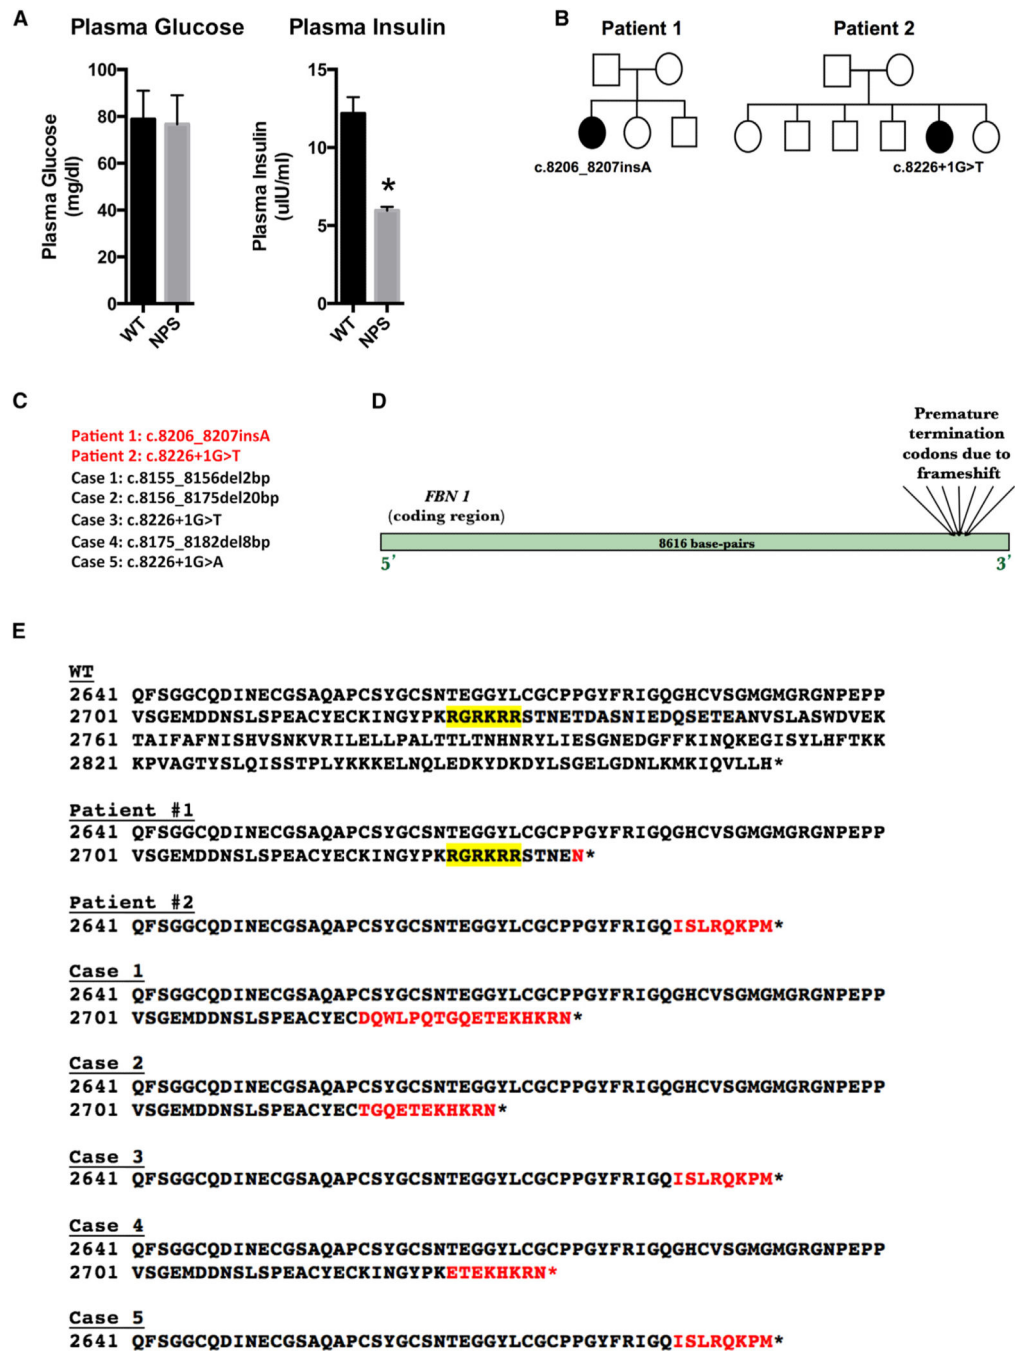 A
Plasma Glucose
Plasma Insulin
Plasma Glucose
(mg/dl)
100
80
60
40
20
0
WT
NPS
Plasma Insulin
(uIU/ml)
15
10
5
0
*
WT
NPS
B
Patient 1
Patient 2
c.8206_8207insA
c.8226+1G>T
C
Patient 1: c.8206_8207insA
Patient 2: c.8226+1G>T
Case 1: c.8155_8156del2bp
Case 2: c.8156_8175del20bp
Case 3: c.8226+1G>T
Case 4: c.8175_8182del8bp
Case 5: c.8226+1G>A
D
Premature
termination
codons due to
frameshift
FBN 1
(coding region)
8616 base-pairs
5'
3'
E
WT
2641 QFSGGCQDINECGSAQAPCSYGCSNTEGGYLCGCPPGYFRIGQGHCVSGMGMGRGNPEPP
2701 VSGEMDDNSLSPEACYECKINGYPKRGRKRRSTNETDASNIEDQSETEANVSLASWDVEK
2761 TAIFAFNISHVSNKVRILELLPALTTLTNHNRYLIESGNEDGFFKINQKEGISYLHFTKK
2821 KPVAGTYSLQISSTPLYKKKELNQLEDKYDKDYLSGELGDNLKMKIQVLLH*
Patient #1
2641 QFSGGCQDINECGSAQAPCSYGCSNTEGGYLCGCPPGYFRIGQGHCVSGMGMGRGNPEPP
2701 VSGEMDDNSLSPEACYECKINGYPKRGRKRRSTNEN*
Patient #2
2641 QFSGGCQDINECGSAQAPCSYGCSNTEGGYLCGCPPGYFRIGQISLRQKPM*
Case 1
2641 QFSGGCQDINECGSAQAPCSYGCSNTEGGYLCGCPPGYFRIGQGHCVSGMGMGRGNPEPP
2701 VSGEMDDNSLSPEACYECDQWLPQTGQETEKHKRN*
Case 2
2641 QFSGGCQDINECGSAQAPCSYGCSNTEGGYLCGCPPGYFRIGQGHCVSGMGMGRGNPEPP
2701 VSGEMDDNSLSPEACYECTGQETEKHKRN*
Case 3
2641 QFSGGCQDINECGSAQAPCSYGCSNTEGGYLCGCPPGYFRIGQISLRQKPM*
Case 4
2641 QFSGGCQDINECGSAQAPCSYGCSNTEGGYLCGCPPGYFRIGQGHCVSGMGMGRGNPEPP
2701 VSGEMDDNSLSPEACYECKINGYPKETEKHKRN*
Case 5
2641 QFSGGCQDINECGSAQAPCSYGCSNTEGGYLCGCPPGYFRIGQISLRQKPM*